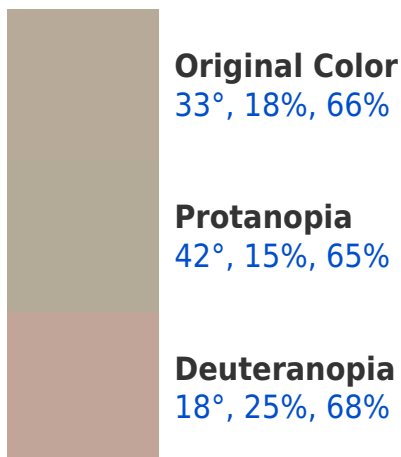 Original Color
33°, 18%, 66%
Protanopia
42°, 15%, 65%
Deuteranopia
18°, 25%, 68%